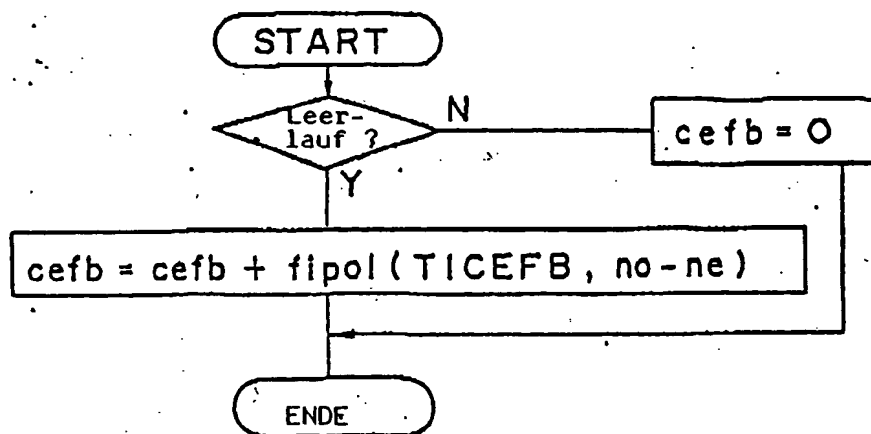 START
Leer-
lauf ?
N
cefb = 0
Y
cefb = cefb + fipol(TICEFB, no-ne)
ENDE